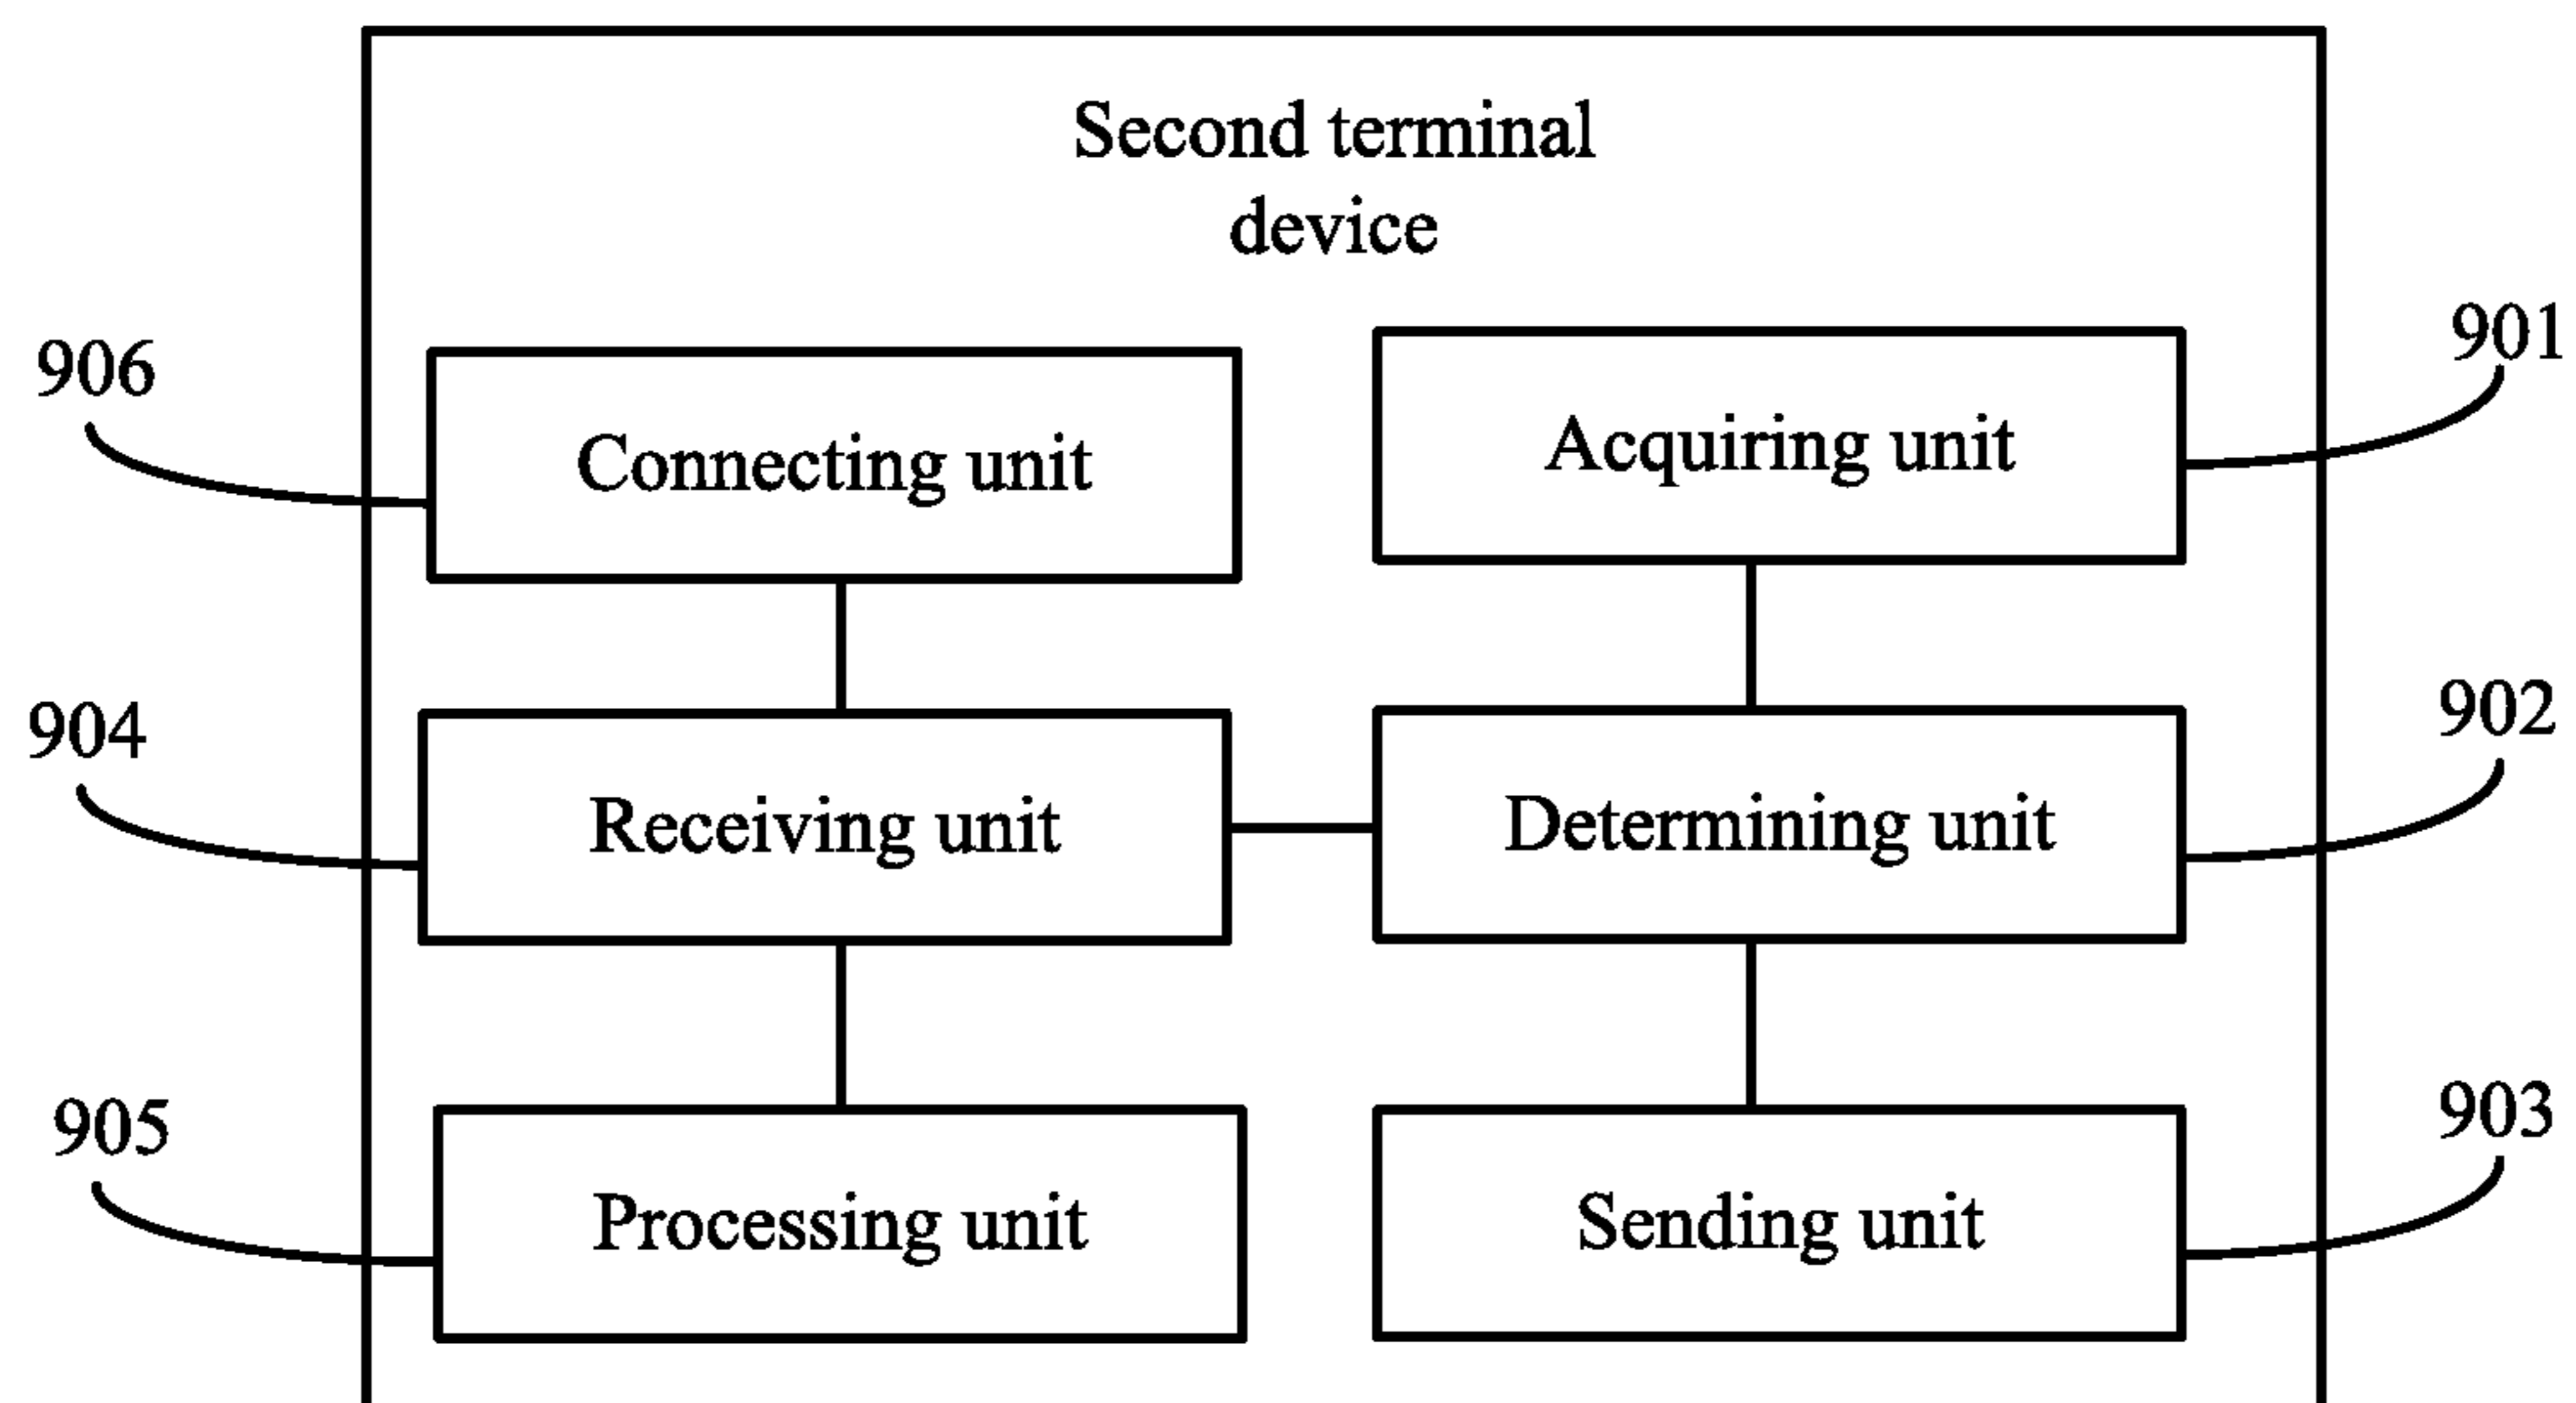 Second terminal
device
906
901
Connecting unit
Acquiring unit
904
902
Receiving unit
Determining unit
905
903
Processing unit
Sending unit